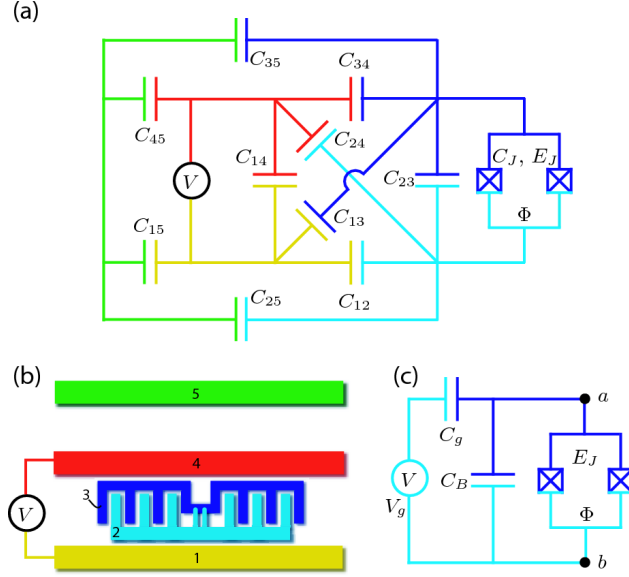 (a)
C35
C45
C34
C24
C14
V
C23
CJ, EJ
Φ
C15
C13
C12
C25
(b)
5
4
3
2
V
1
(c)
a
Cg
EJ
V
Vg
CB
Φ
b